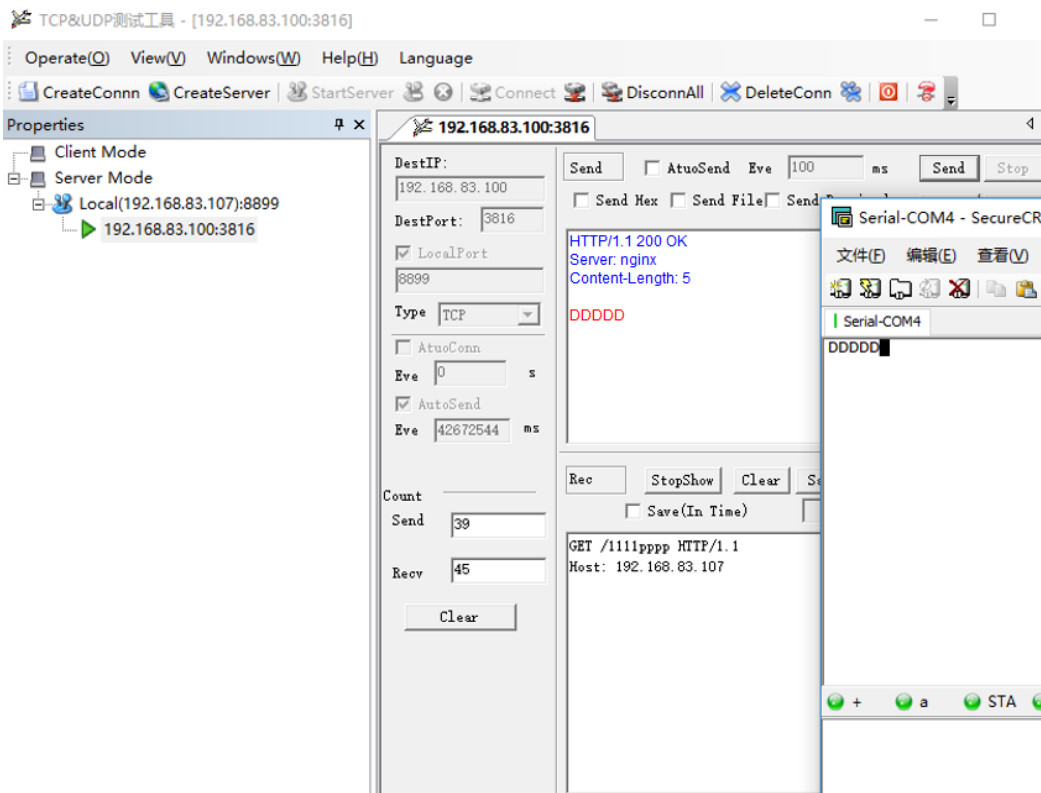 TCP&UDP测试工具 - [192.168.83.100:3816]
Operate(O) View(V) Windows(W) Help(H) Language
CreateConnn CreateServer StartServer Connect DisconnAll DeleteConn
Properties
Client Mode
Server Mode
Local(192.168.83.107):8899
192.168.83.100:3816
192.168.83.100:3816
DestIP:
192.168.83.100
DestPort: 3816
LocalPort
8899
Type TCP
AtuoConn
Eve 0 s
AutoSend
Eve 42672544 ms
Count
Send 39
Recv 45
Clear
Send AtuoSend Eve 100 ms Send Stop
Send Hex Send File Send
HTTP/1.1 200 OK
Server: nginx
Content-Length: 5
DDDDD
Rec StopShow Clear
Save(In Time)
GET /1111pppp HTTP/1.1
Host: 192.168.83.107
Serial-COM4 - SecureCR
文件(F) 编辑(E) 查看(V)
Serial-COM4
DDDDD
+ a STA